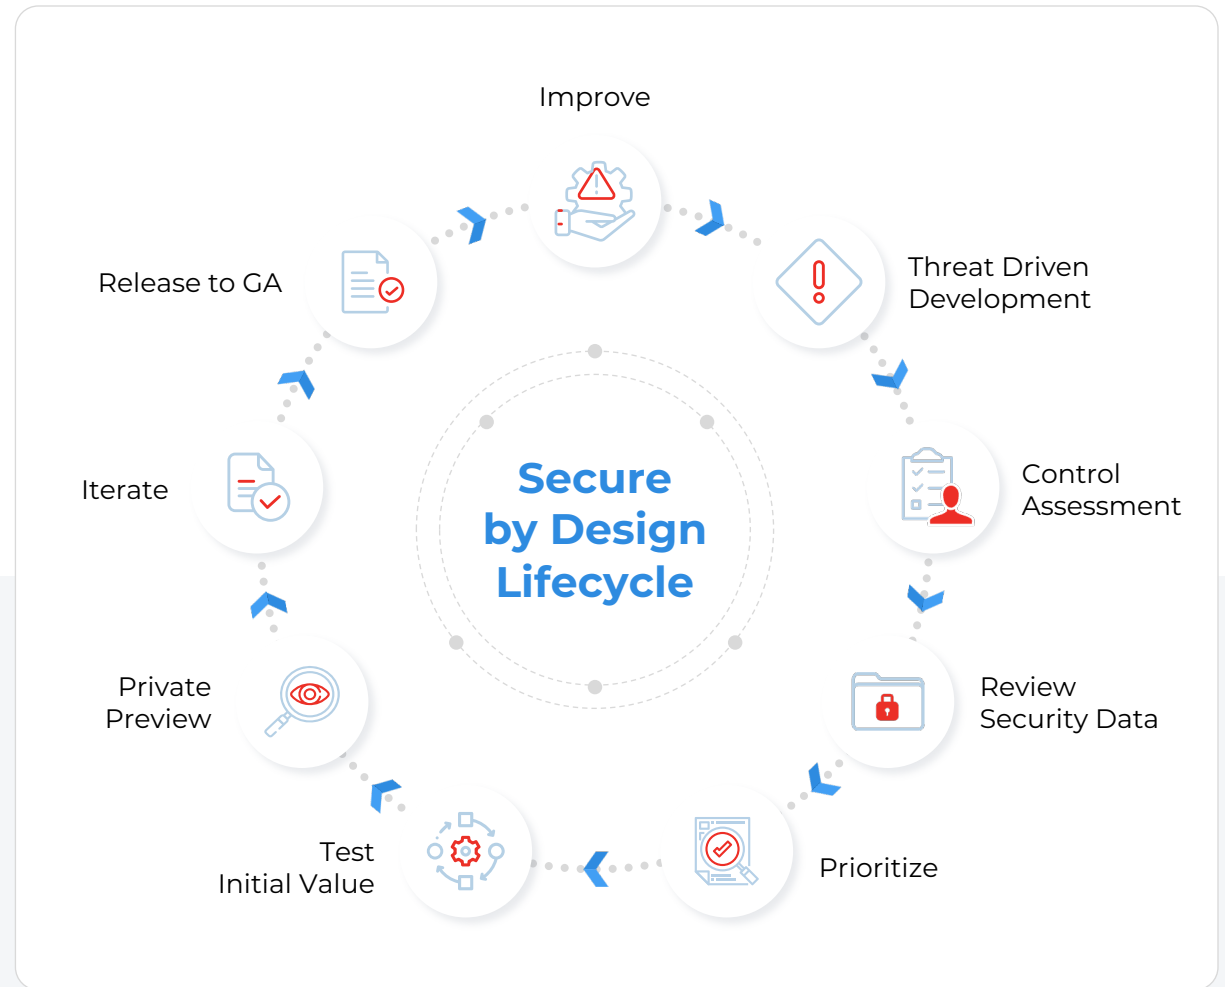 Improve
Threat Driven
Development
Control
Assessment
Review
Security Data
Prioritize
Test
Initial Value
Private
Preview
Iterate
Release to GA
Secure
by Design
Lifecycle